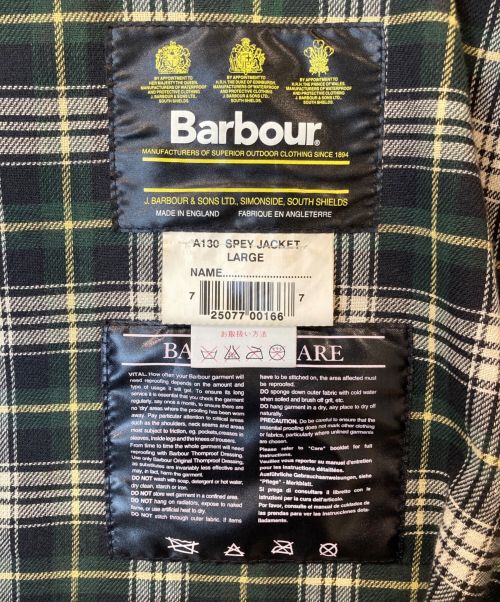 BY APPOINTMENT TO
HER MAJESTY THE QUEEN
MANUFACTURERS OF WATERPROOF
AND PROTECTIVE CLOTHING
J. BARBOUR & SONS LTD.
SOUTH SHIELDS
BY APPOINTMENT TO
H.R.H. THE DUKE OF EDINBURGH
MANUFACTURERS OF WATERPROOF
AND PROTECTIVE CLOTHING
J. BARBOUR & SONS LTD.
SOUTH SHIELDS
BY APPOINTMENT TO
H.R.H. THE PRINCE OF WALES
MANUFACTURERS OF WATERPROOF
AND PROTECTIVE CLOTHING
J. BARBOUR & SONS LTD.
SOUTH SHIELDS
Barbour®
MANUFACTURERS OF SUPERIOR OUTDOOR CLOTHING SINCE 1894
J. BARBOUR & SONS LTD., SIMONSIDE, SOUTH SHIELDS
MADE IN ENGLAND FABRIQUE EN ANGLETERRE
A130 SPEY JACKET
LARGE
NAME..............................
7 25077 00166 7
お取扱い方法
BA ARE
VITAL. How often your Barbour garment will
need reproofing depends on the amount and
type of usage it will get. To ensure its long
service it is essential that you check the garment
regularly, say once a month, to ensure there are
no 'dry' areas where the proofing has been worn
away. Pay particular attention to critical areas
such as the shoulders, neck seams and areas
most subject to friction, eg. pockets, creases in
sleeves, inside legs and the knees of trousers.
From time to time the whole garment will need
reproofing with Barbour Thornproof Dressing.
Use only Barbour Original Thornproof Dressing
as substitutes are invariably less effective and
may, in fact, harm the garment.
DO NOT wash with soap, detergent or hot water,
dry clean, starch or iron.
DO NOT store wet garment in a confined area.
DO NOT hang on radiators, expose to naked
flame, or use artificial heat to dry.
DO NOT stitch through outer fabric. If items
have to be stitched on, the area affected must
be reproofed.
DO sponge down outer fabric with cold water
when soiled and brush off grit, etc.
DO hang garment in a dry, airy place to dry off
naturally.
PRECAUTION. Do be careful to ensure that the
essential proofing does not mark other clothing
or fabrics, particularly where unlined garments
are chosen.
Please refer to "Care" booklet for full
instructions.
Veuillez vous reporter au manuel d'entretien
pour les instructions détaillées.
Ausführliche Gebrauchsanweisungen, siehe
"Pflege" - Merkblatt.
Si prega di consultare il libretto con le
istruzioni per la cura dell'articolo.
Por favor, consulte el manual de cuidados de
las prendas para ver las instrucciones
detalladamente.